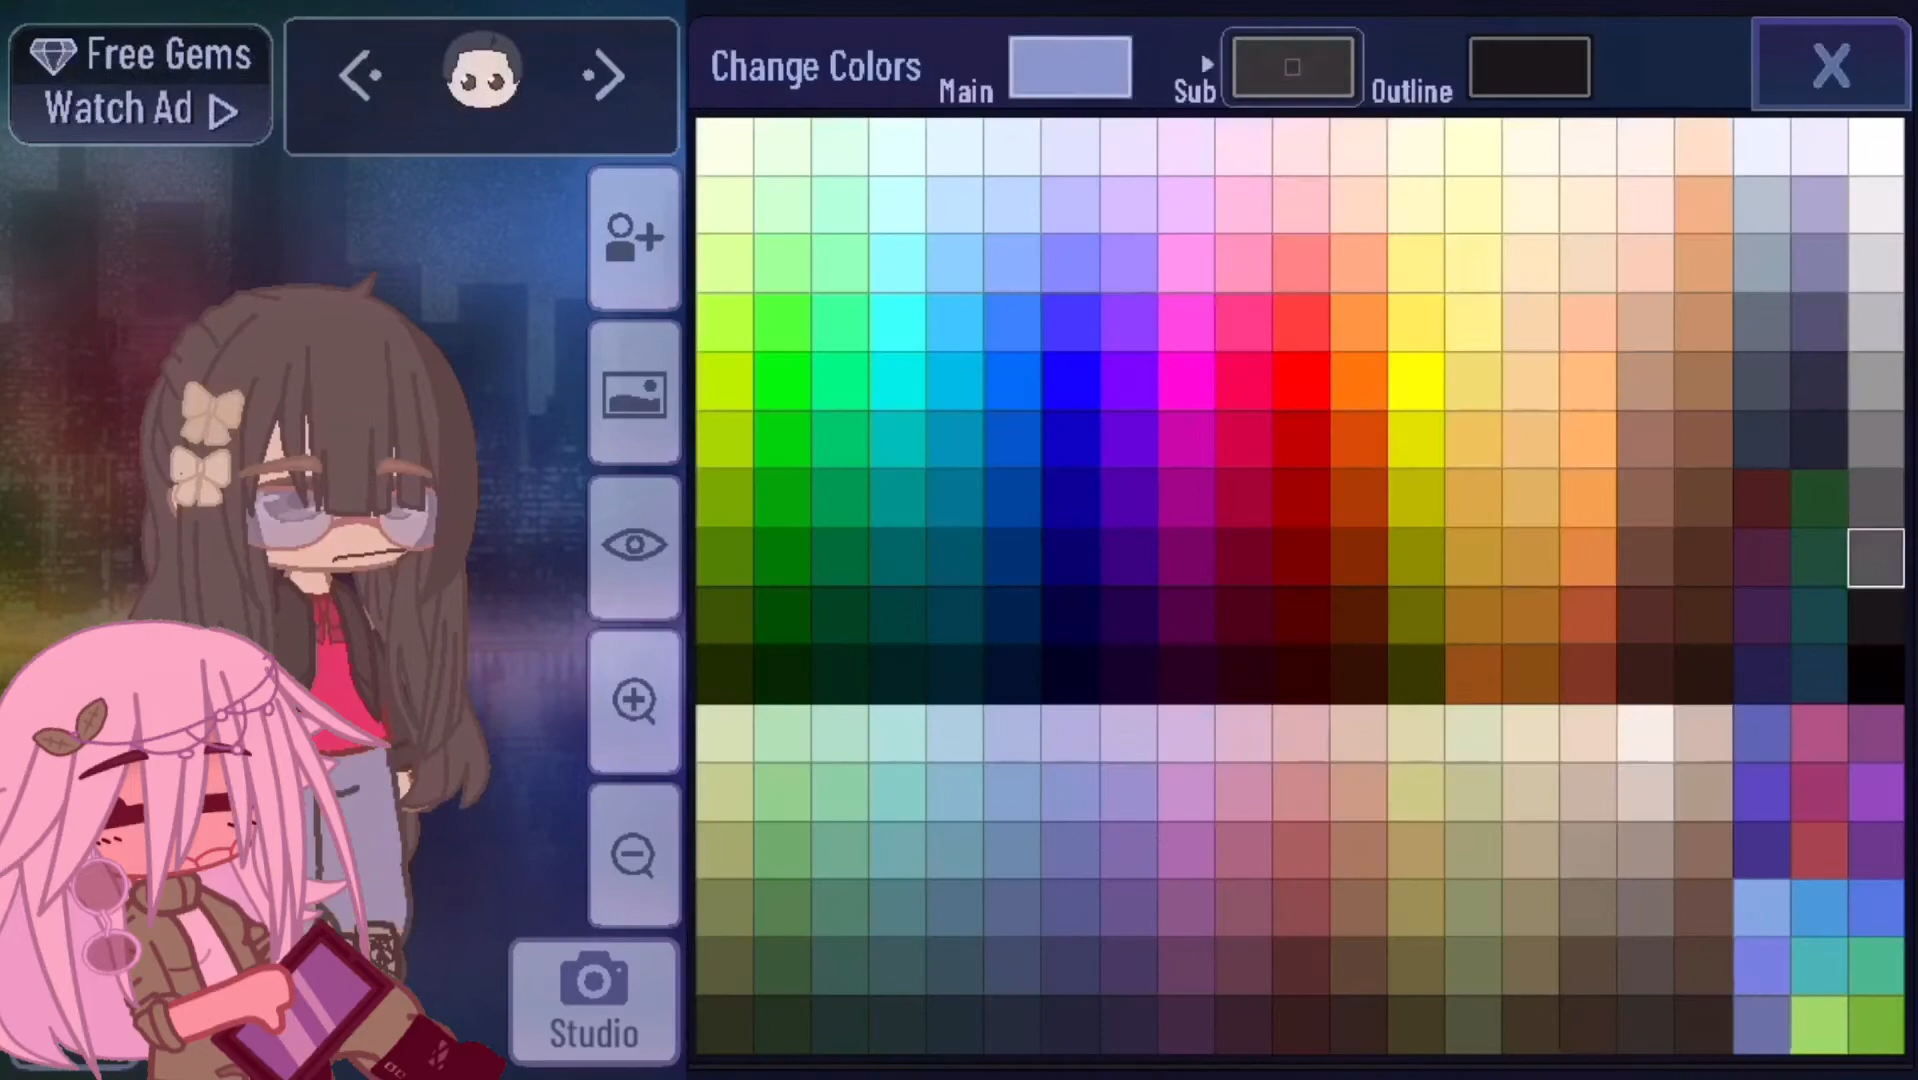 Free Gems
Watch Ad
Change Colors
Main
Sub
Outline
X
Studio